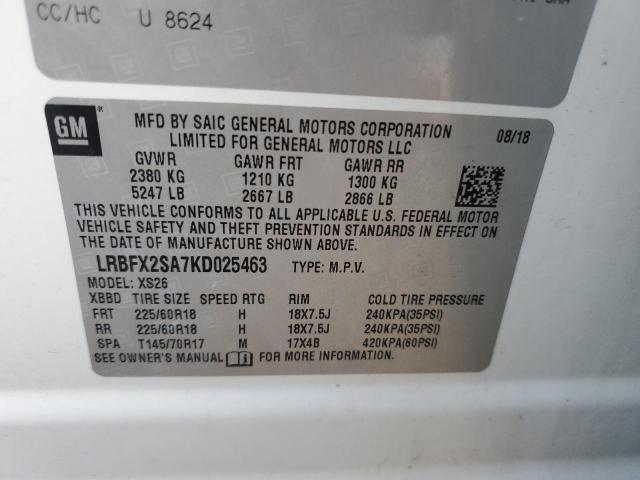 CC/HC U 8624
GM
MFD BY SAIC GENERAL MOTORS CORPORATION 08/18
LIMITED FOR GENERAL MOTORS LLC
GVWR GAWR FRT GAWR RR
2380 KG 1210 KG 1300 KG
5247 LB 2667 LB 2866 LB
THIS VEHICLE CONFORMS TO ALL APPLICABLE U.S. FEDERAL MOTOR
VEHICLE SAFETY AND THEFT PREVENTION STANDARDS IN EFFECT ON THE
DATE OF MANUFACTURE SHOWN ABOVE.
LRBFX2SA7KD025463 TYPE: M.P.V.
MODEL: XS26
XBBD TIRE SIZE SPEED RTG RIM COLD TIRE PRESSURE
FRT 225/60R18 H 18X7.5J 240KPA(35PSI)
RR 225/60R18 H 18X7.5J 240KPA(35PSI)
SPA T145/70R17 M 17X4B 420KPA(60PSI)
SEE OWNER'S MANUAL FOR MORE INFORMATION.